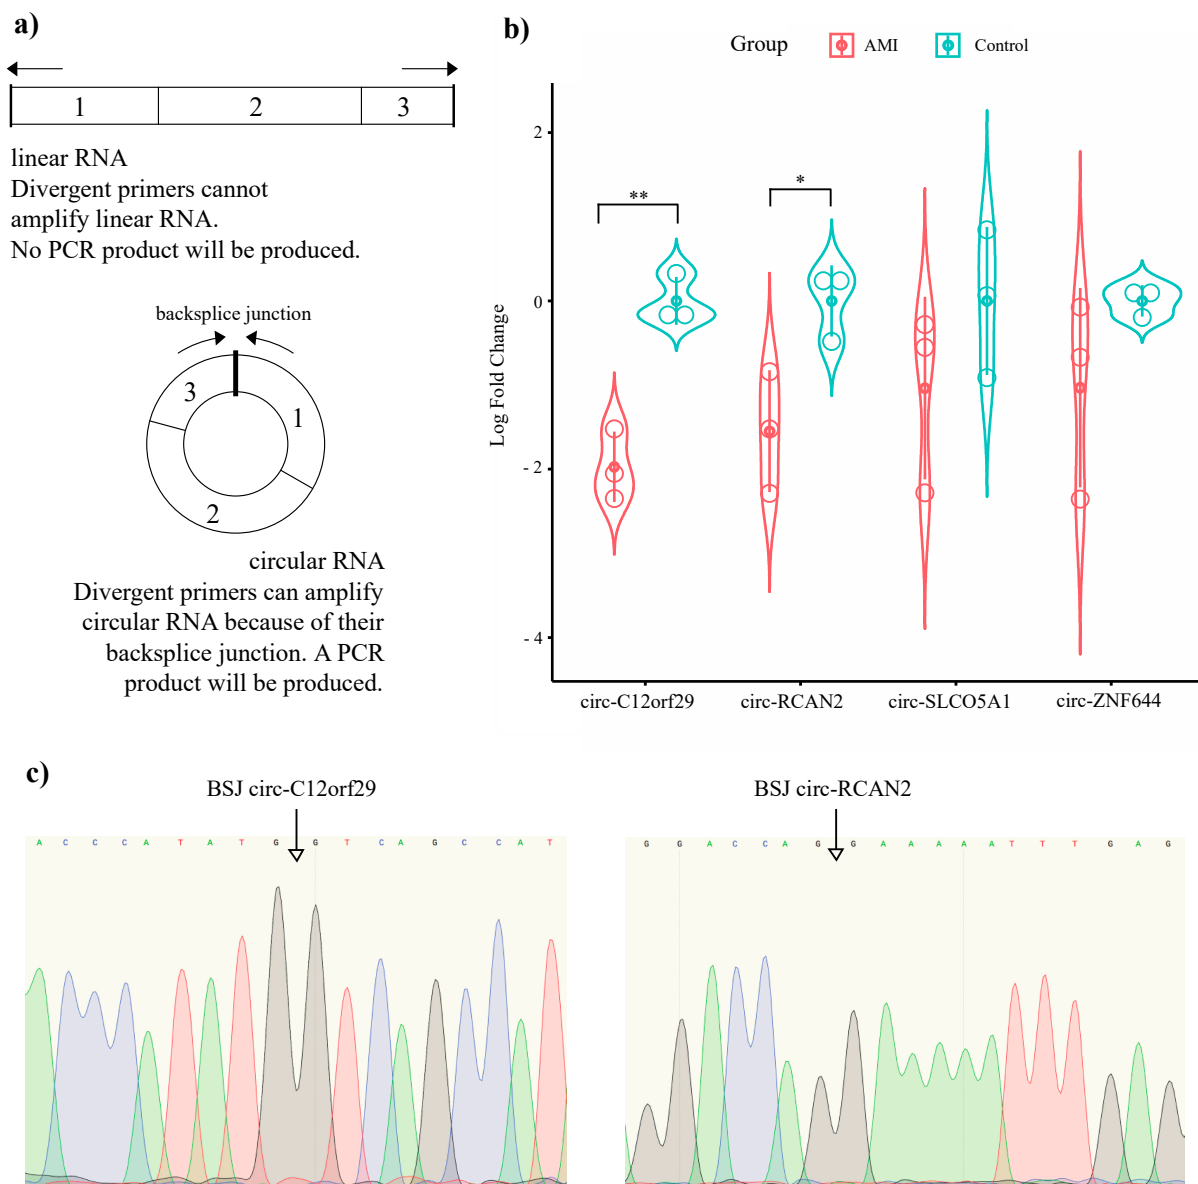 a)
1 2 3
linear RNA
Divergent primers cannot
amplify linear RNA.
No PCR product will be produced.
backsplice junction
3
1
2
circular RNA
Divergent primers can amplify
circular RNA because of their
backsplice junction. A PCR
product will be produced.
b)
Group AMI Control
Log Fold Change
2
0
- 2
- 4
**
*
circ-C12orf29 circ-RCAN2 circ-SLCO5A1 circ-ZNF644
c)
BSJ circ-C12orf29
A C C C A T A T G G T C A G C C A T
BSJ circ-RCAN2
G G A C C A G G A A A A A T T T G A G